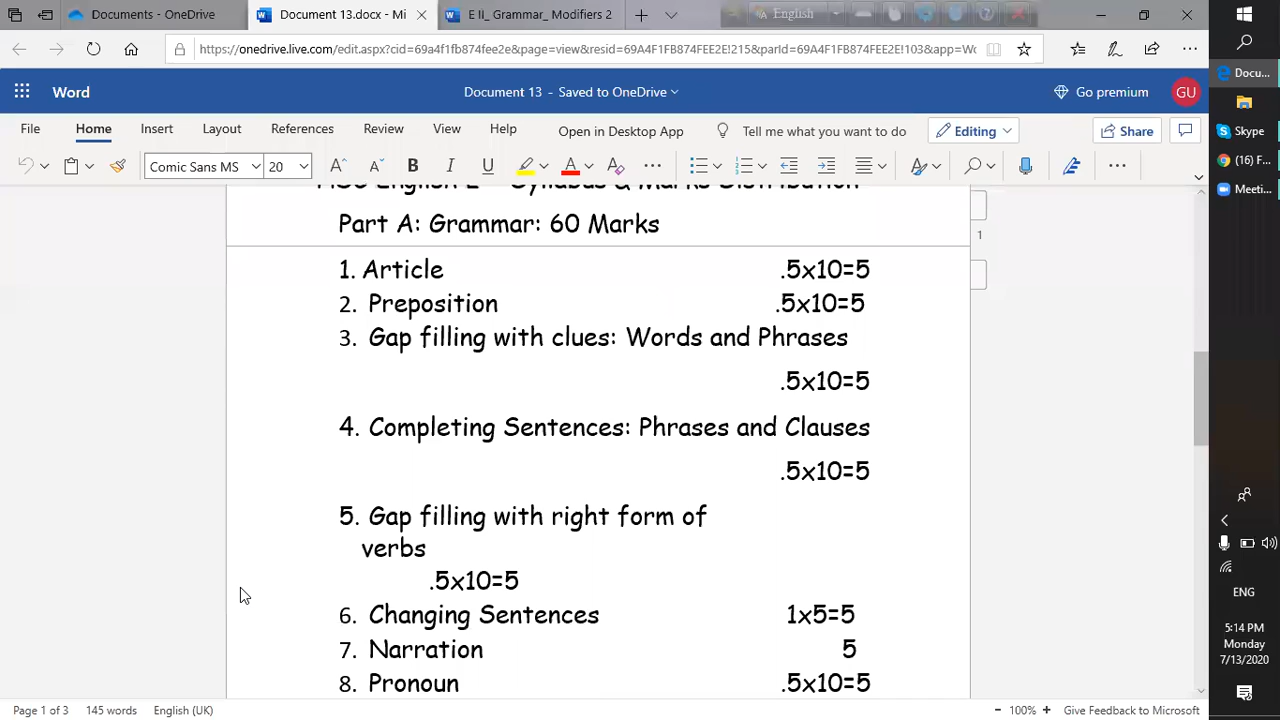 Documents - OneDrive
Document 13.docx - Mi
E II_ Grammar_ Modifiers 2
English
https://onedrive.live.com/edit.aspx?cid=69a4f1fb874fee2e&page=view&resid=69A4F1FB874FEE2E!215&parId=69A4F1FB874FEE2E!103&app=Wo
Word
Document 13 - Saved to OneDrive
Go premium
GU
File Home Insert Layout References Review View Help Open in Desktop App Tell me what you want to do Editing Share
Comic Sans MS 20
B I U A
Syllabus & Marks Distribution
Part A: Grammar: 60 Marks
1
1. Article .5x10=5
2. Preposition .5x10=5
3. Gap filling with clues: Words and Phrases
.5x10=5
4. Completing Sentences: Phrases and Clauses
.5x10=5
5. Gap filling with right form of
verbs
.5x10=5
6. Changing Sentences 1x5=5
7. Narration 5
8. Pronoun .5x10=5
Page 1 of 3 145 words English (UK)
100% Give Feedback to Microsoft
Docu...
Skype
(16) F...
Meeti...
ENG
5:14 PM
Monday
7/13/2020